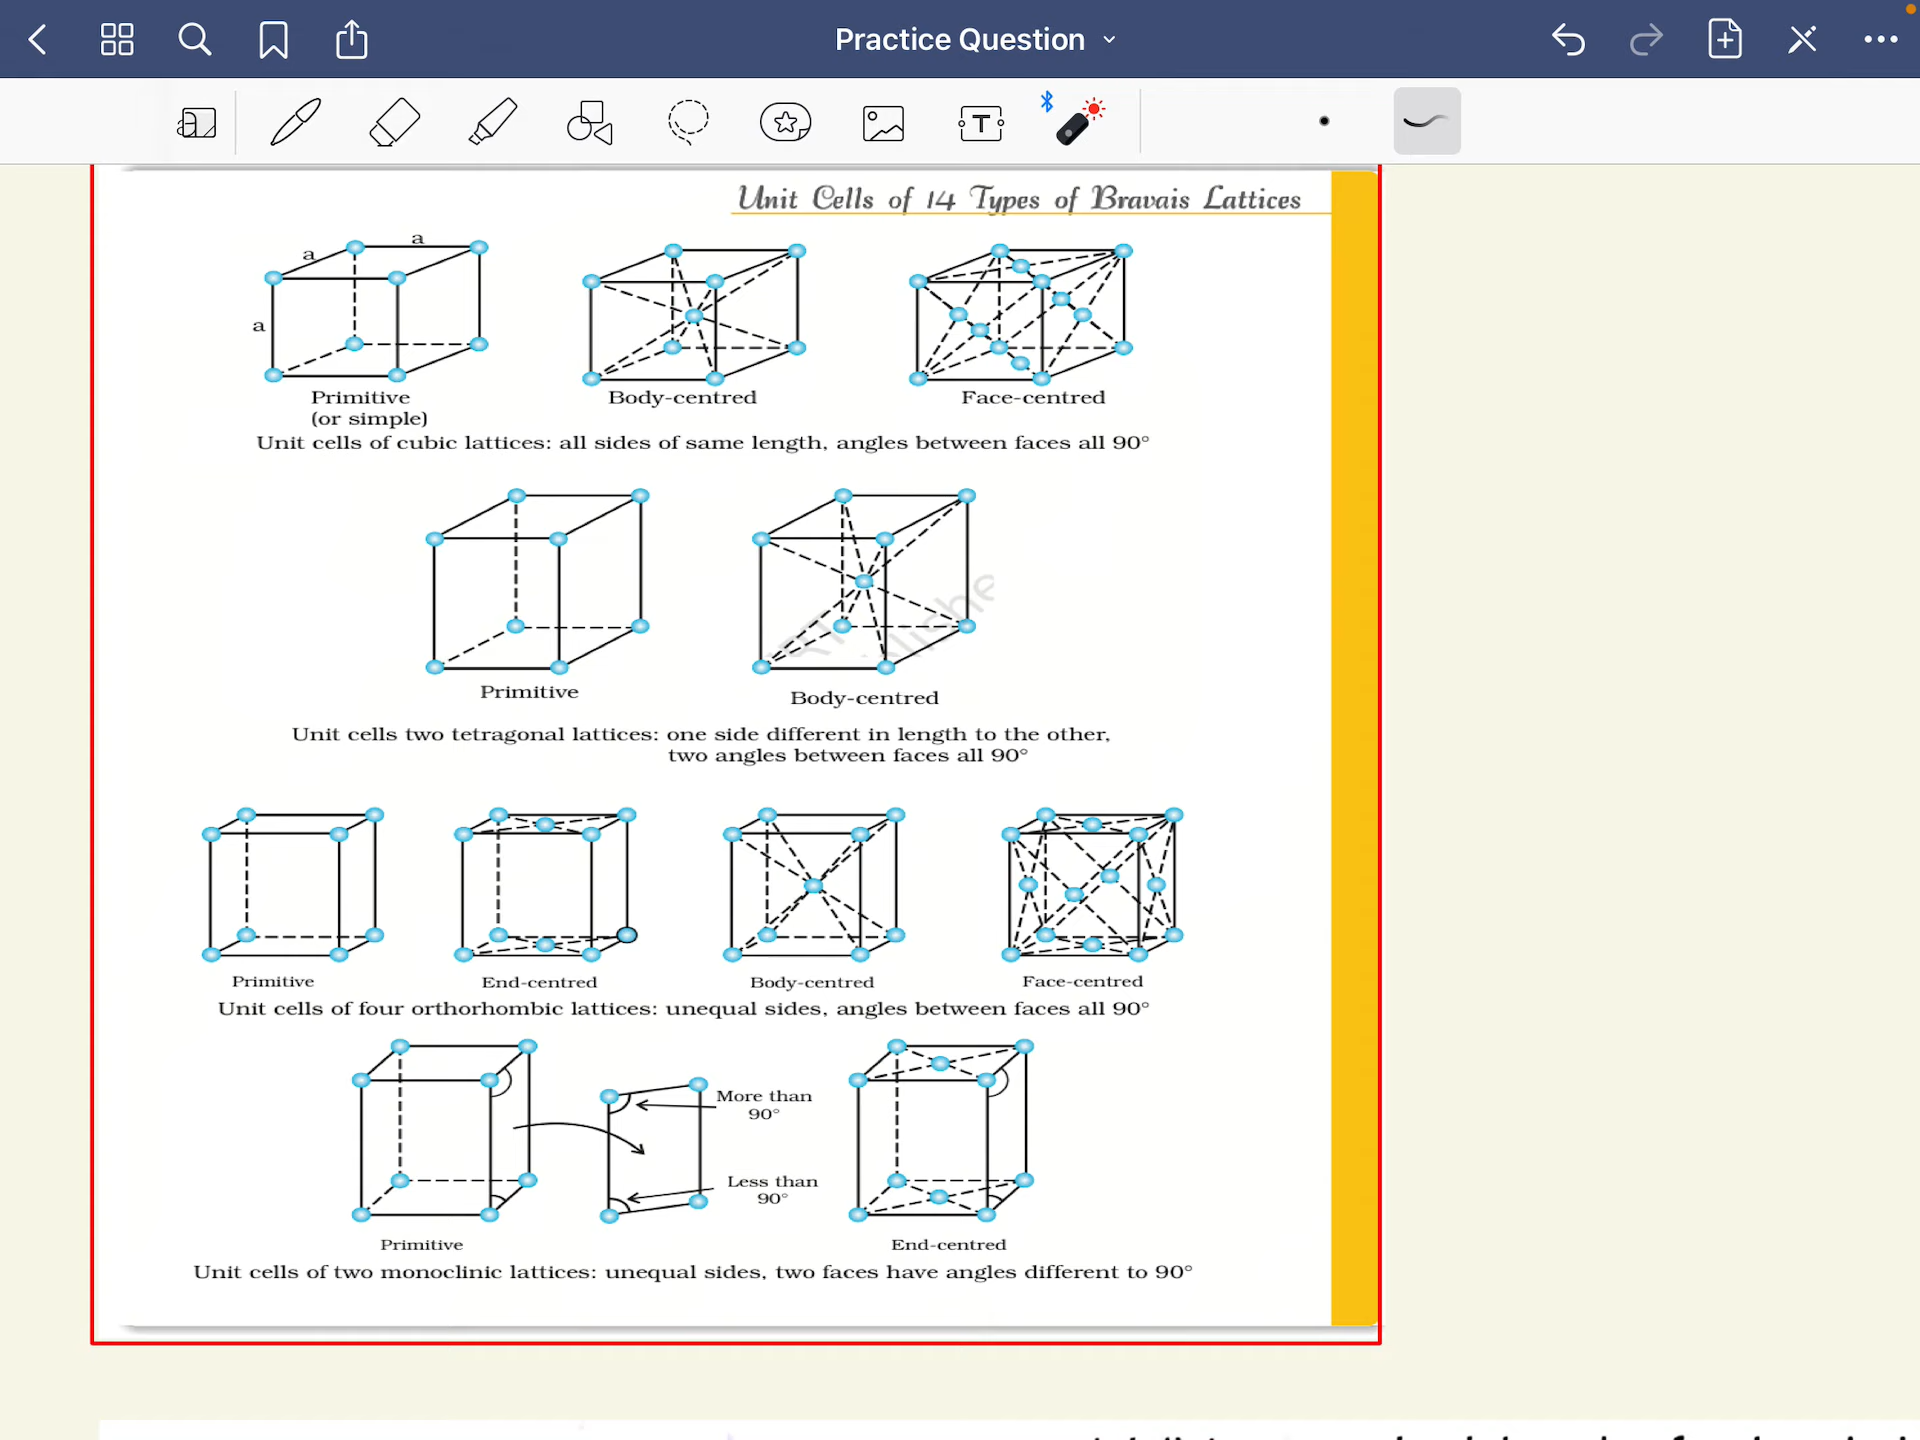 Practice Question
T
Unit Cells of 14 Types of Bravais Lattices
a
a
a
Primitive
(or simple)
Body-centred
Face-centred
Unit cells of cubic lattices: all sides of same length, angles between faces all 90°
Primitive
Body-centred
Unit cells two tetragonal lattices: one side different in length to the other,
two angles between faces all 90°
Primitive
End-centred
Body-centred
Face-centred
Unit cells of four orthorhombic lattices: unequal sides, angles between faces all 90°
More than
90°
Less than
90°
Primitive
End-centred
Unit cells of two monoclinic lattices: unequal sides, two faces have angles different to 90°